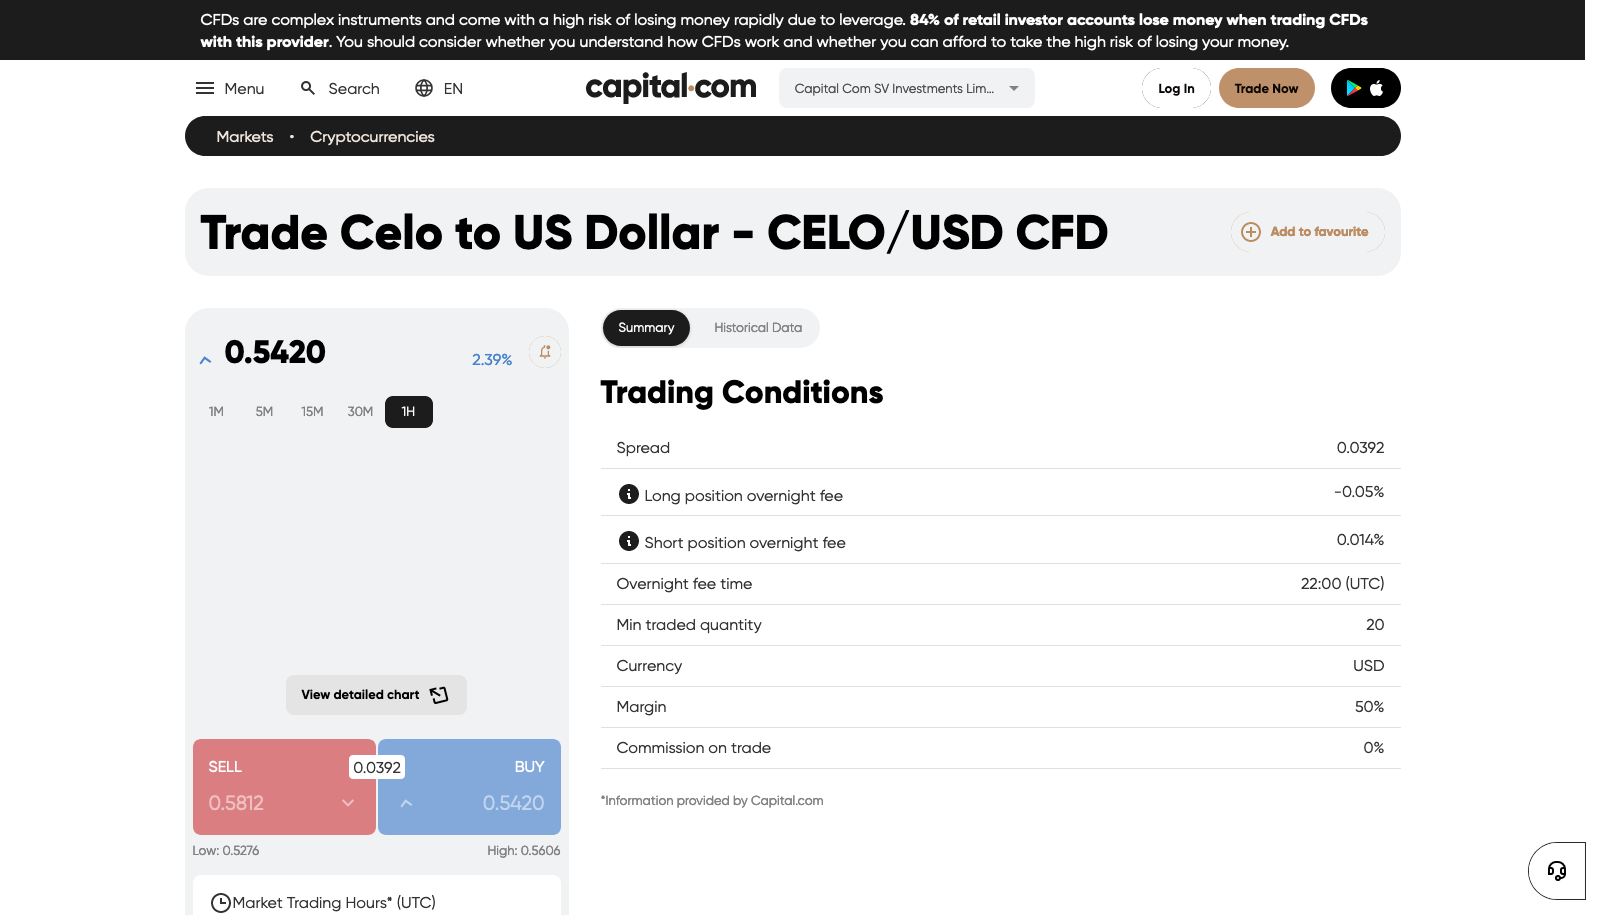 CFDs are complex instruments and come with a high risk of losing money rapidly due to leverage. 84% of retail investor accounts lose money when trading CFDs
with this provider. You should consider whether you understand how CFDs work and whether you can afford to take the high risk of losing your money.
Menu Search EN capital.com Capital Com SV Investments Lim... Log In Trade Now
Markets • Cryptocurrencies
Trade Celo to US Dollar - CELO/USD CFD
Add to favourite
0.5420 2.39%
1M 5M 15M 30M 1H
View detailed chart
SELL 0.0392 BUY
0.5812 0.5420
Low: 0.5276 High: 0.5606
Market Trading Hours* (UTC)
Summary Historical Data
Trading Conditions
Spread 0.0392
Long position overnight fee -0.05%
Short position overnight fee 0.014%
Overnight fee time 22:00 (UTC)
Min traded quantity 20
Currency USD
Margin 50%
Commission on trade 0%
*Information provided by Capital.com